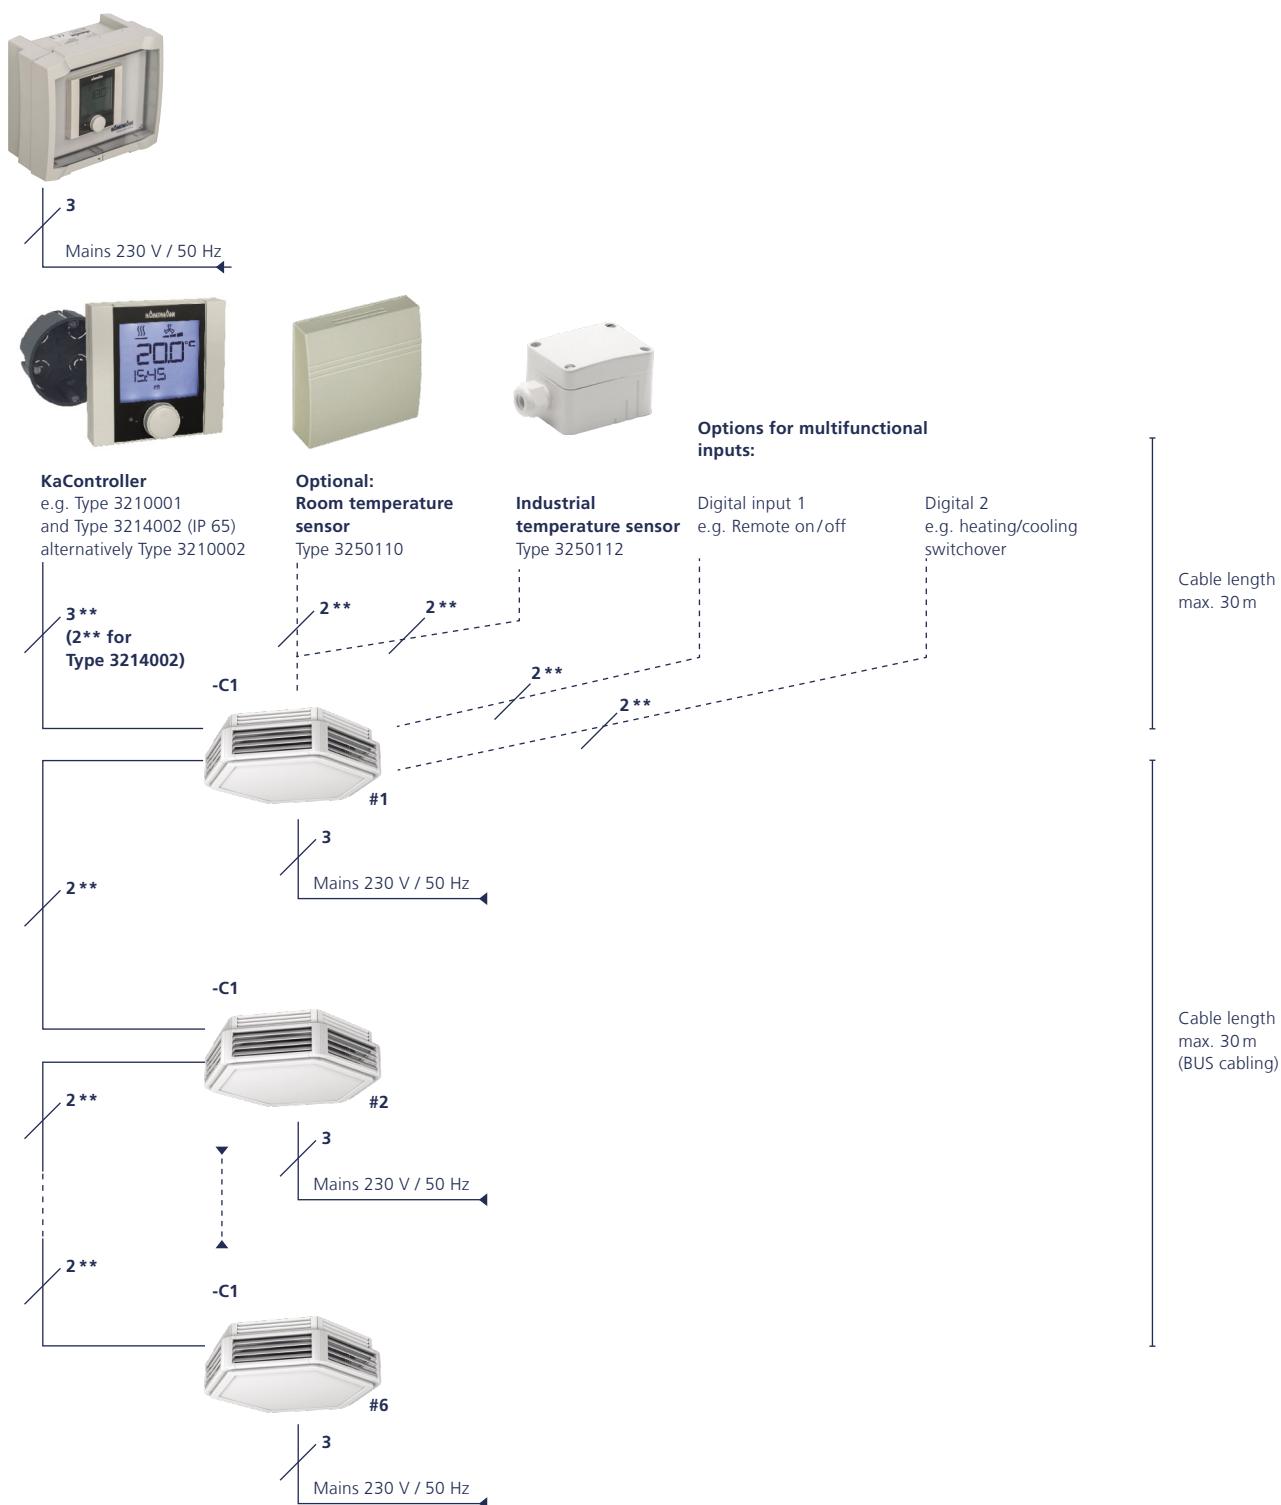 3
Mains 230 V / 50 Hz
KAMPMANN
20.0°C
15:45
Options for multifunctional
inputs:
KaController
e.g. Type 3210001
and Type 3214002 (IP 65)
alternatively Type 3210002
Optional:
Room temperature
sensor
Type 3250110
Industrial
temperature sensor
Type 3250112
Digital input 1
e.g. Remote on/off
Digital 2
e.g. heating/cooling
switchover
Cable length
max. 30 m
3**
(2** for
Type 3214002)
2**
2**
2**
2**
-C1
#1
3
Mains 230 V / 50 Hz
2**
-C1
#2
Cable length
max. 30 m
(BUS cabling)
2**
3
Mains 230 V / 50 Hz
2**
-C1
#6
3
Mains 230 V / 50 Hz